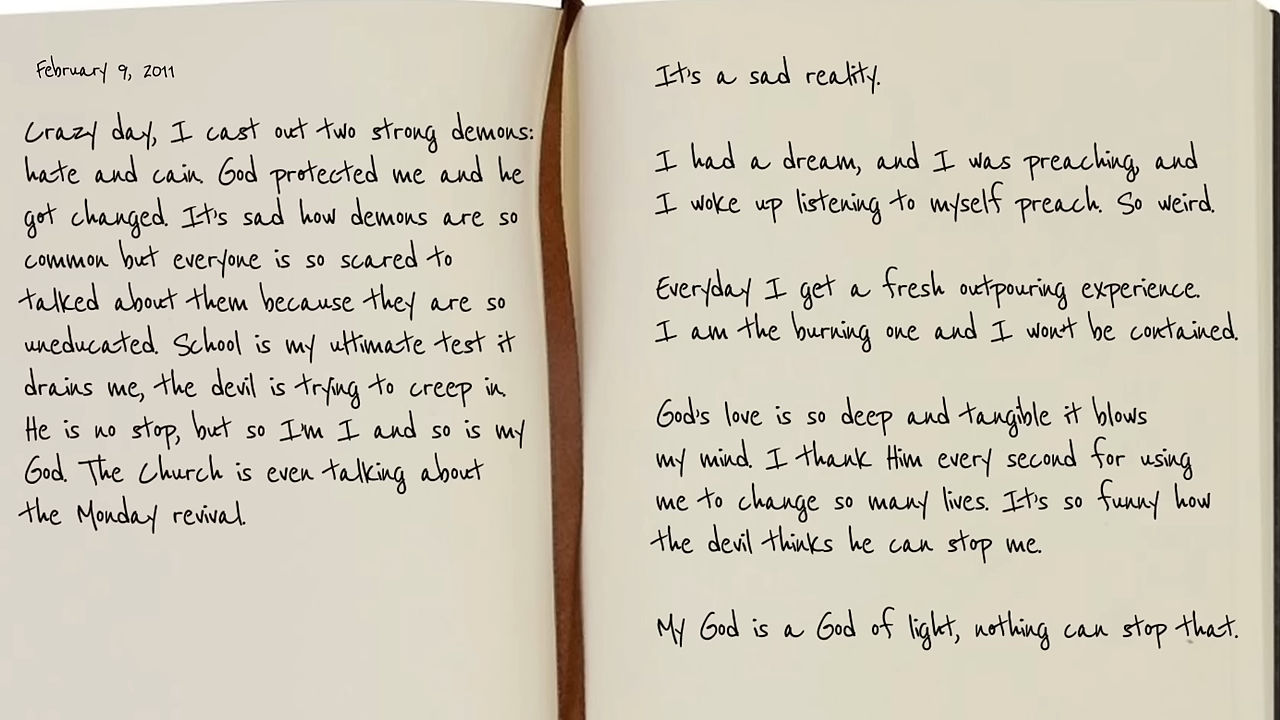 February 9, 2011
Crazy day, I cast out two strong demons:
hate and cain. God protected me and he
got changed. It's sad how demons are so
common but everyone is so scared to
talked about them because they are so
uneducated. School is my ultimate test it
drains me, the devil is trying to creep in.
He is no stop, but so I'm I and so is my
God. The Church is even talking about
the Monday revival.
It's a sad reality.
I had a dream, and I was preaching, and
I woke up listening to myself preach. So weird.
Everyday I get a fresh outpouring experience.
I am the burning one and I won't be contained.
God's love is so deep and tangible it blows
my mind. I thank Him every second for using
me to change so many lives. It's so funny how
the devil thinks he can stop me.
My God is a God of light, nothing can stop that.